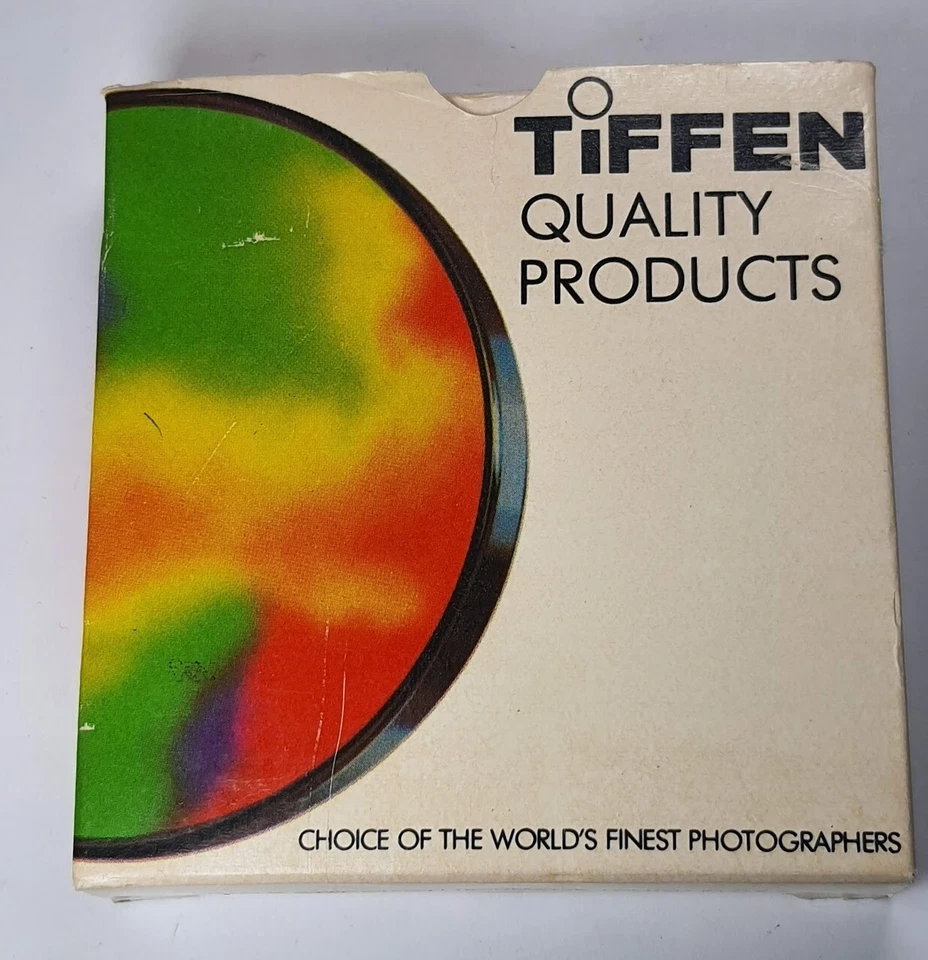 TiFFEN
QUALITY
PRODUCTS
CHOICE OF THE WORLD'S FINEST PHOTOGRAPHERS